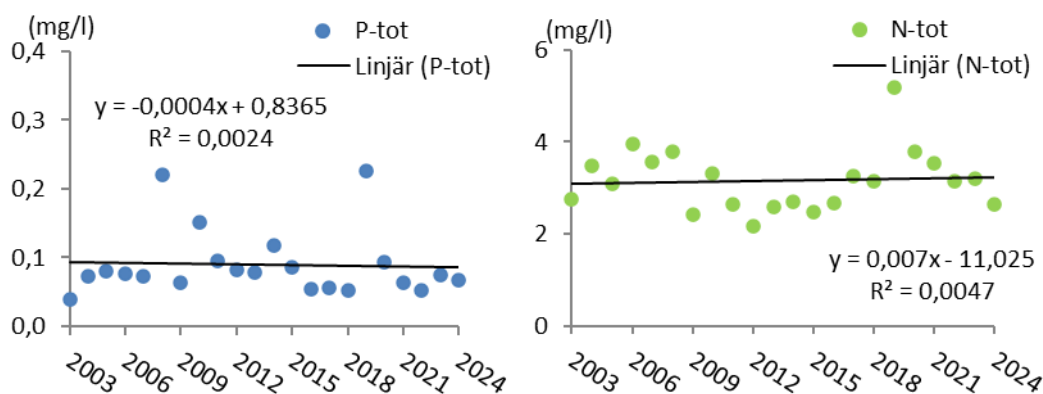 (mg/l)
P-tot
Linjär (P-tot)
0,4
0,3
0,2
0,1
0,0
y = -0,0004x + 0,8365
R² = 0,0024
2003
2006
2009
2012
2015
2018
2021
2024
(mg/l)
N-tot
Linjär (N-tot)
6
4
2
0
y = 0,007x - 11,025
R² = 0,0047
2003
2006
2009
2012
2015
2018
2021
2024